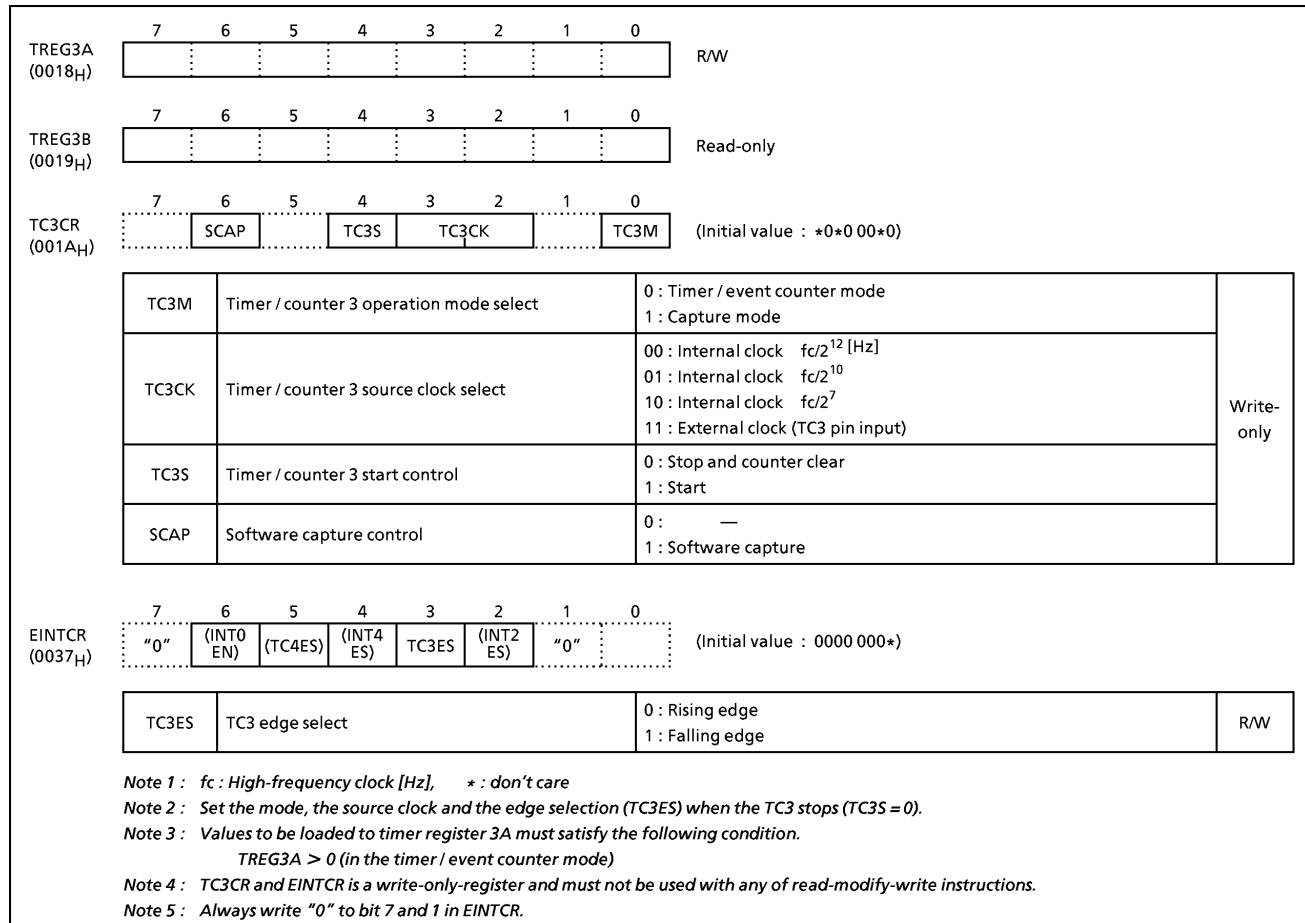 7 6 5 4 3 2 1 0
TREG3A
(0018H)
R/W
7 6 5 4 3 2 1 0
TREG3B
(0019H)
Read-only
7 6 5 4 3 2 1 0
TC3CR
(001AH)
SCAP TC3S TC3CK TC3M (Initial value : *0*0 00*0)
TC3M Timer / counter 3 operation mode select
0 : Timer / event counter mode
1 : Capture mode
TC3CK Timer / counter 3 source clock select
00 : Internal clock fc/2^12 [Hz]
01 : Internal clock fc/2^10
10 : Internal clock fc/2^7
11 : External clock (TC3 pin input)
TC3S Timer / counter 3 start control
0 : Stop and counter clear
1 : Start
SCAP Software capture control
0 : —
1 : Software capture
Write-
only
7 6 5 4 3 2 1 0
EINTCR
(0037H)
"0" (INT0 EN) (TC4ES) (INT4 ES) TC3ES (INT2 ES) "0" (Initial value : 0000 000*)
TC3ES TC3 edge select
0 : Rising edge
1 : Falling edge
R/W
Note 1 : fc : High-frequency clock [Hz], * : don't care
Note 2 : Set the mode, the source clock and the edge selection (TC3ES) when the TC3 stops (TC3S = 0).
Note 3 : Values to be loaded to timer register 3A must satisfy the following condition.
TREG3A > 0 (in the timer / event counter mode)
Note 4 : TC3CR and EINTCR is a write-only-register and must not be used with any of read-modify-write instructions.
Note 5 : Always write "0" to bit 7 and 1 in EINTCR.